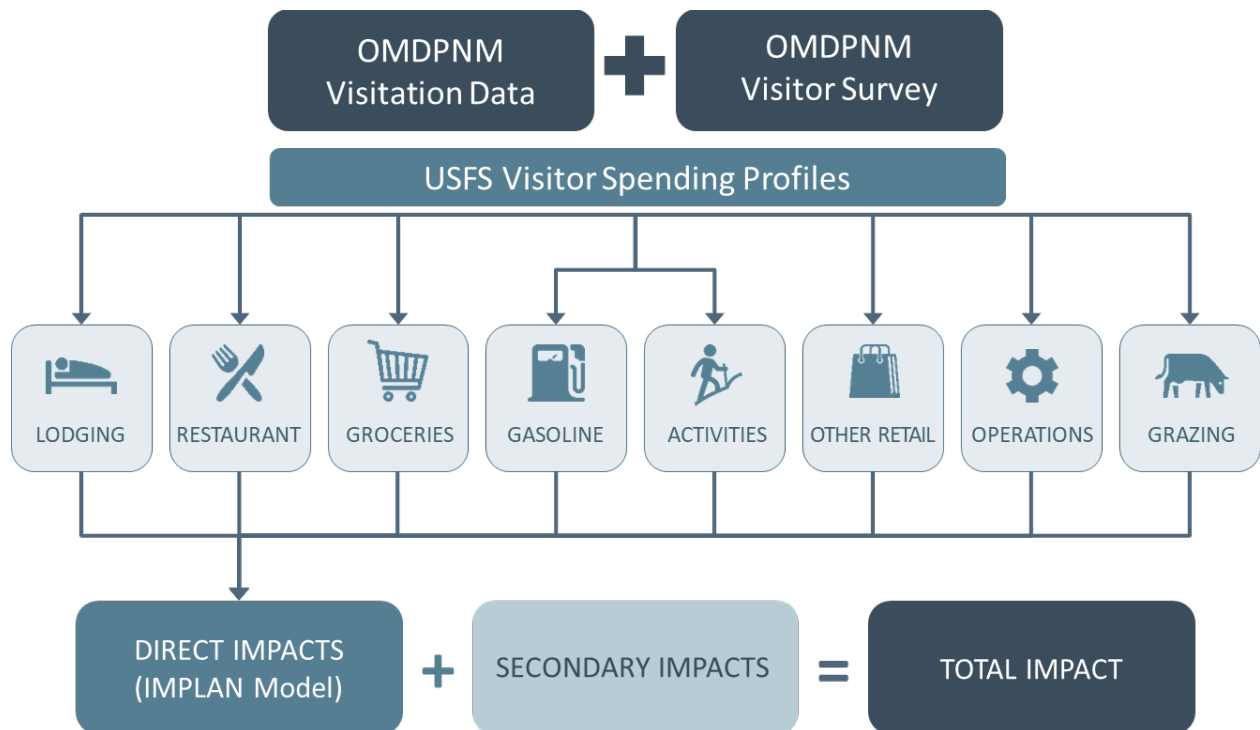 OMDPNM
Visitation Data
OMDPNM
Visitor Survey
USFS Visitor Spending Profiles
LODGING
RESTAURANT
GROCERIES
GASOLINE
ACTIVITIES
OTHER RETAIL
OPERATIONS
GRAZING
DIRECT IMPACTS
(IMPLAN Model)
+
SECONDARY IMPACTS
=
TOTAL IMPACT